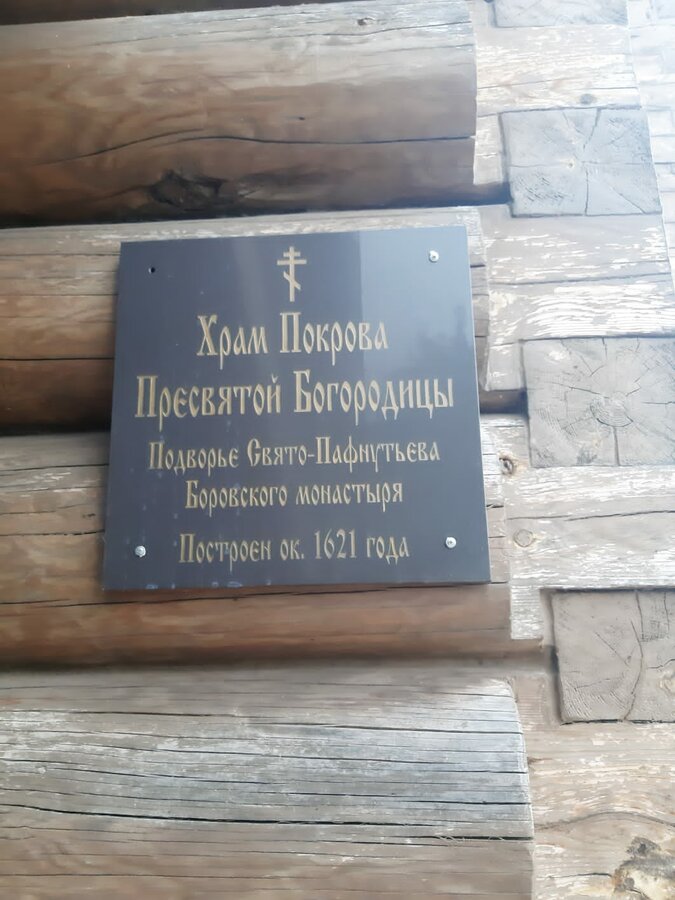 Храм Покрова
Пресвятой Богородицы
Подворье Свято-Пафнутьева
Боровского монастыря
Построен ок. 1621 года